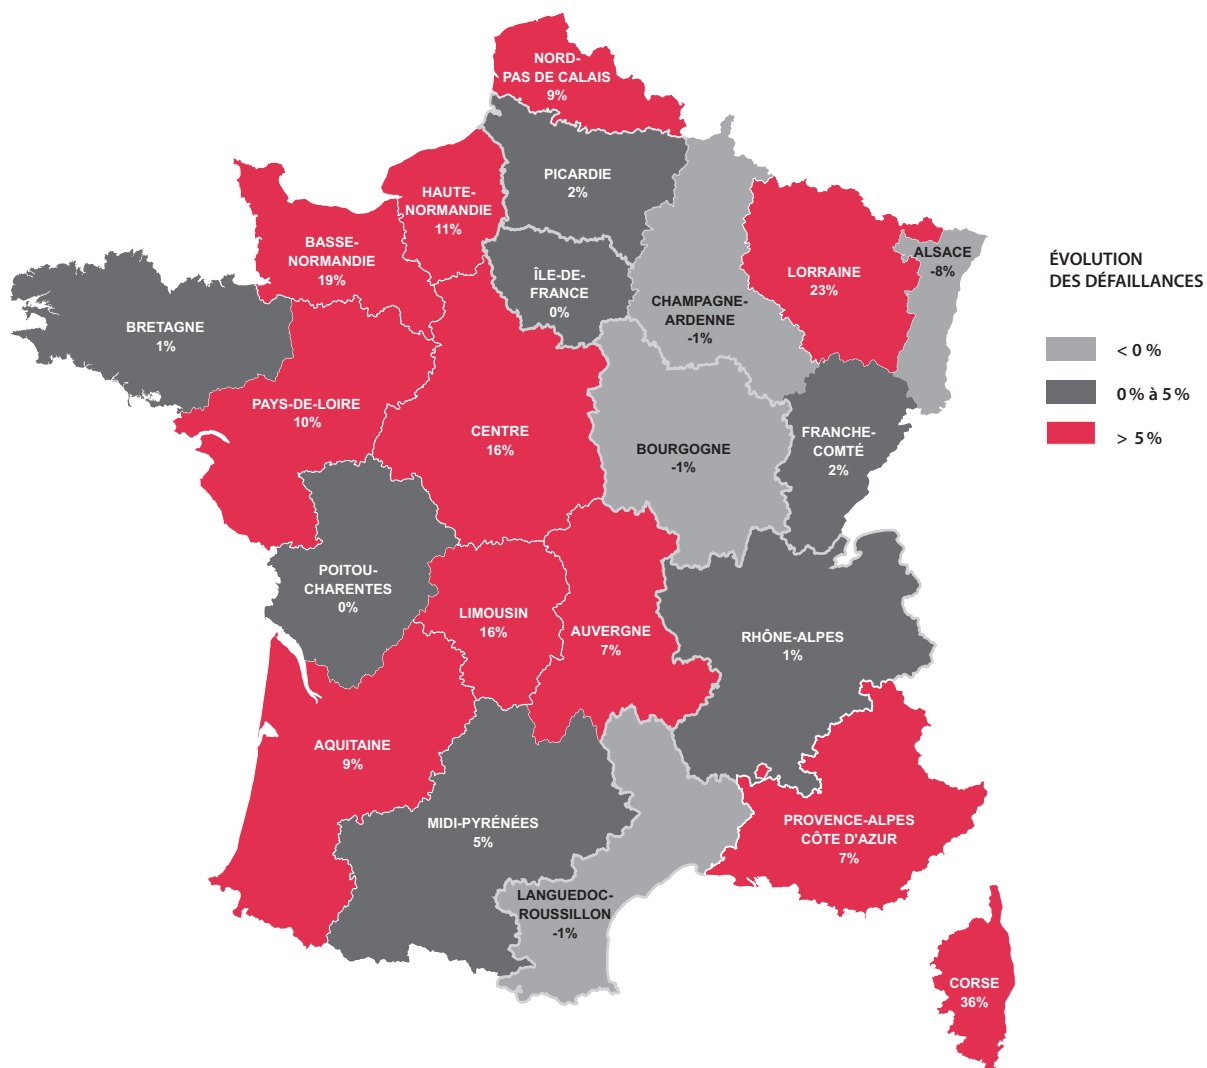 NORD-
PAS DE CALAIS
9%
PICARDIE
2%
HAUTE-
NORMANDIE
11%
BASSE-
NORMANDIE
19%
ÎLE-DE-
FRANCE
0%
CHAMPAGNE-
ARDENNE
-1%
LORRAINE
23%
ALSACE
-8%
BRETAGNE
1%
PAYS-DE-LOIRE
10%
CENTRE
16%
BOURGOGNE
-1%
FRANCHE-
COMTÉ
2%
POITOU-
CHARENTES
0%
LIMOUSIN
16%
AUVERGNE
7%
RHÔNE-ALPES
1%
AQUITAINE
9%
MIDI-PYRÉNÉES
5%
LANGUEDOC-
ROUSSILLON
-1%
PROVENCE-ALPES
CÔTE D'AZUR
7%
CORSE
36%
ÉVOLUTION
DES DÉFAILLANCES
< 0 %
0 % à 5 %
> 5 %